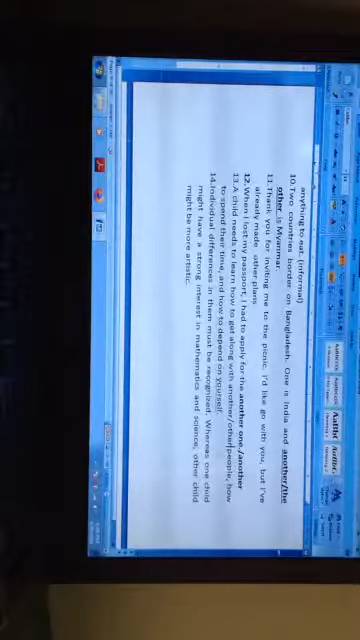 anything to eat. (informal)
10.Two countries border on Bangladesh. One is India and another/the
other is Myanmar.
11.Thank you for inviting me to the picnic. I'd like go with you, but I've
already made other plans
12.When I lost my passport, I had to apply for the another one./another
13.A child needs to learn how to get along with another/other people, how
to spend their time, and how to depend on yourself.
14.Individual differences in them must be recognized. Whereas one child
might have a strong interest in mathematics and science, other child
might be more artistic.